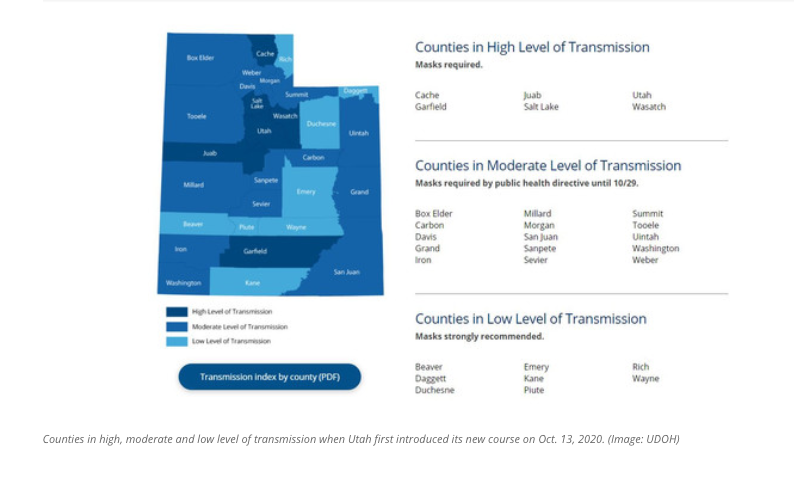 Box Elder
Cache
Rich
Weber
Morgan
Davis
Summit
Daggett
Salt
Lake
Tooele
Wasatch
Duchesne
Utah
Uintah
Juab
Carbon
Millard
Sanpete
Emery
Grand
Sevier
Beaver
Piute
Wayne
Iron
Garfield
San Juan
Washington
Kane
High Level of Transmission
Moderate Level of Transmission
Low Level of Transmission
Transmission index by county (PDF)
Counties in High Level of Transmission
Masks required.
Cache Juab Utah
Garfield Salt Lake Wasatch
Counties in Moderate Level of Transmission
Masks required by public health directive until 10/29.
Box Elder Millard Summit
Carbon Morgan Tooele
Davis San Juan Uintah
Grand Sanpete Washington
Iron Sevier Weber
Counties in Low Level of Transmission
Masks strongly recommended.
Beaver Emery Rich
Daggett Kane Wayne
Duchesne Piute
Counties in high, moderate and low level of transmission when Utah first introduced its new course on Oct. 13, 2020. (Image: UDOH)